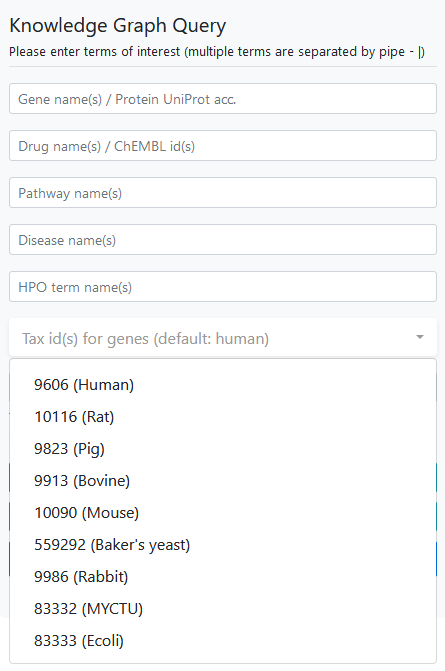 Knowledge Graph Query
Please enter terms of interest (multiple terms are separated by pipe - |)
Gene name(s) / Protein UniProt acc.
Drug name(s) / ChEMBL id(s)
Pathway name(s)
Disease name(s)
HPO term name(s)
Tax id(s) for genes (default: human)
9606 (Human)
10116 (Rat)
9823 (Pig)
9913 (Bovine)
10090 (Mouse)
559292 (Baker's yeast)
9986 (Rabbit)
83332 (MYCTU)
83333 (Ecoli)